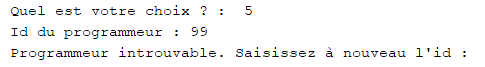 Quel est votre choix ? :  5
Id du programmeur : 99
Programmeur introuvable. Saisissez à nouveau l'id :